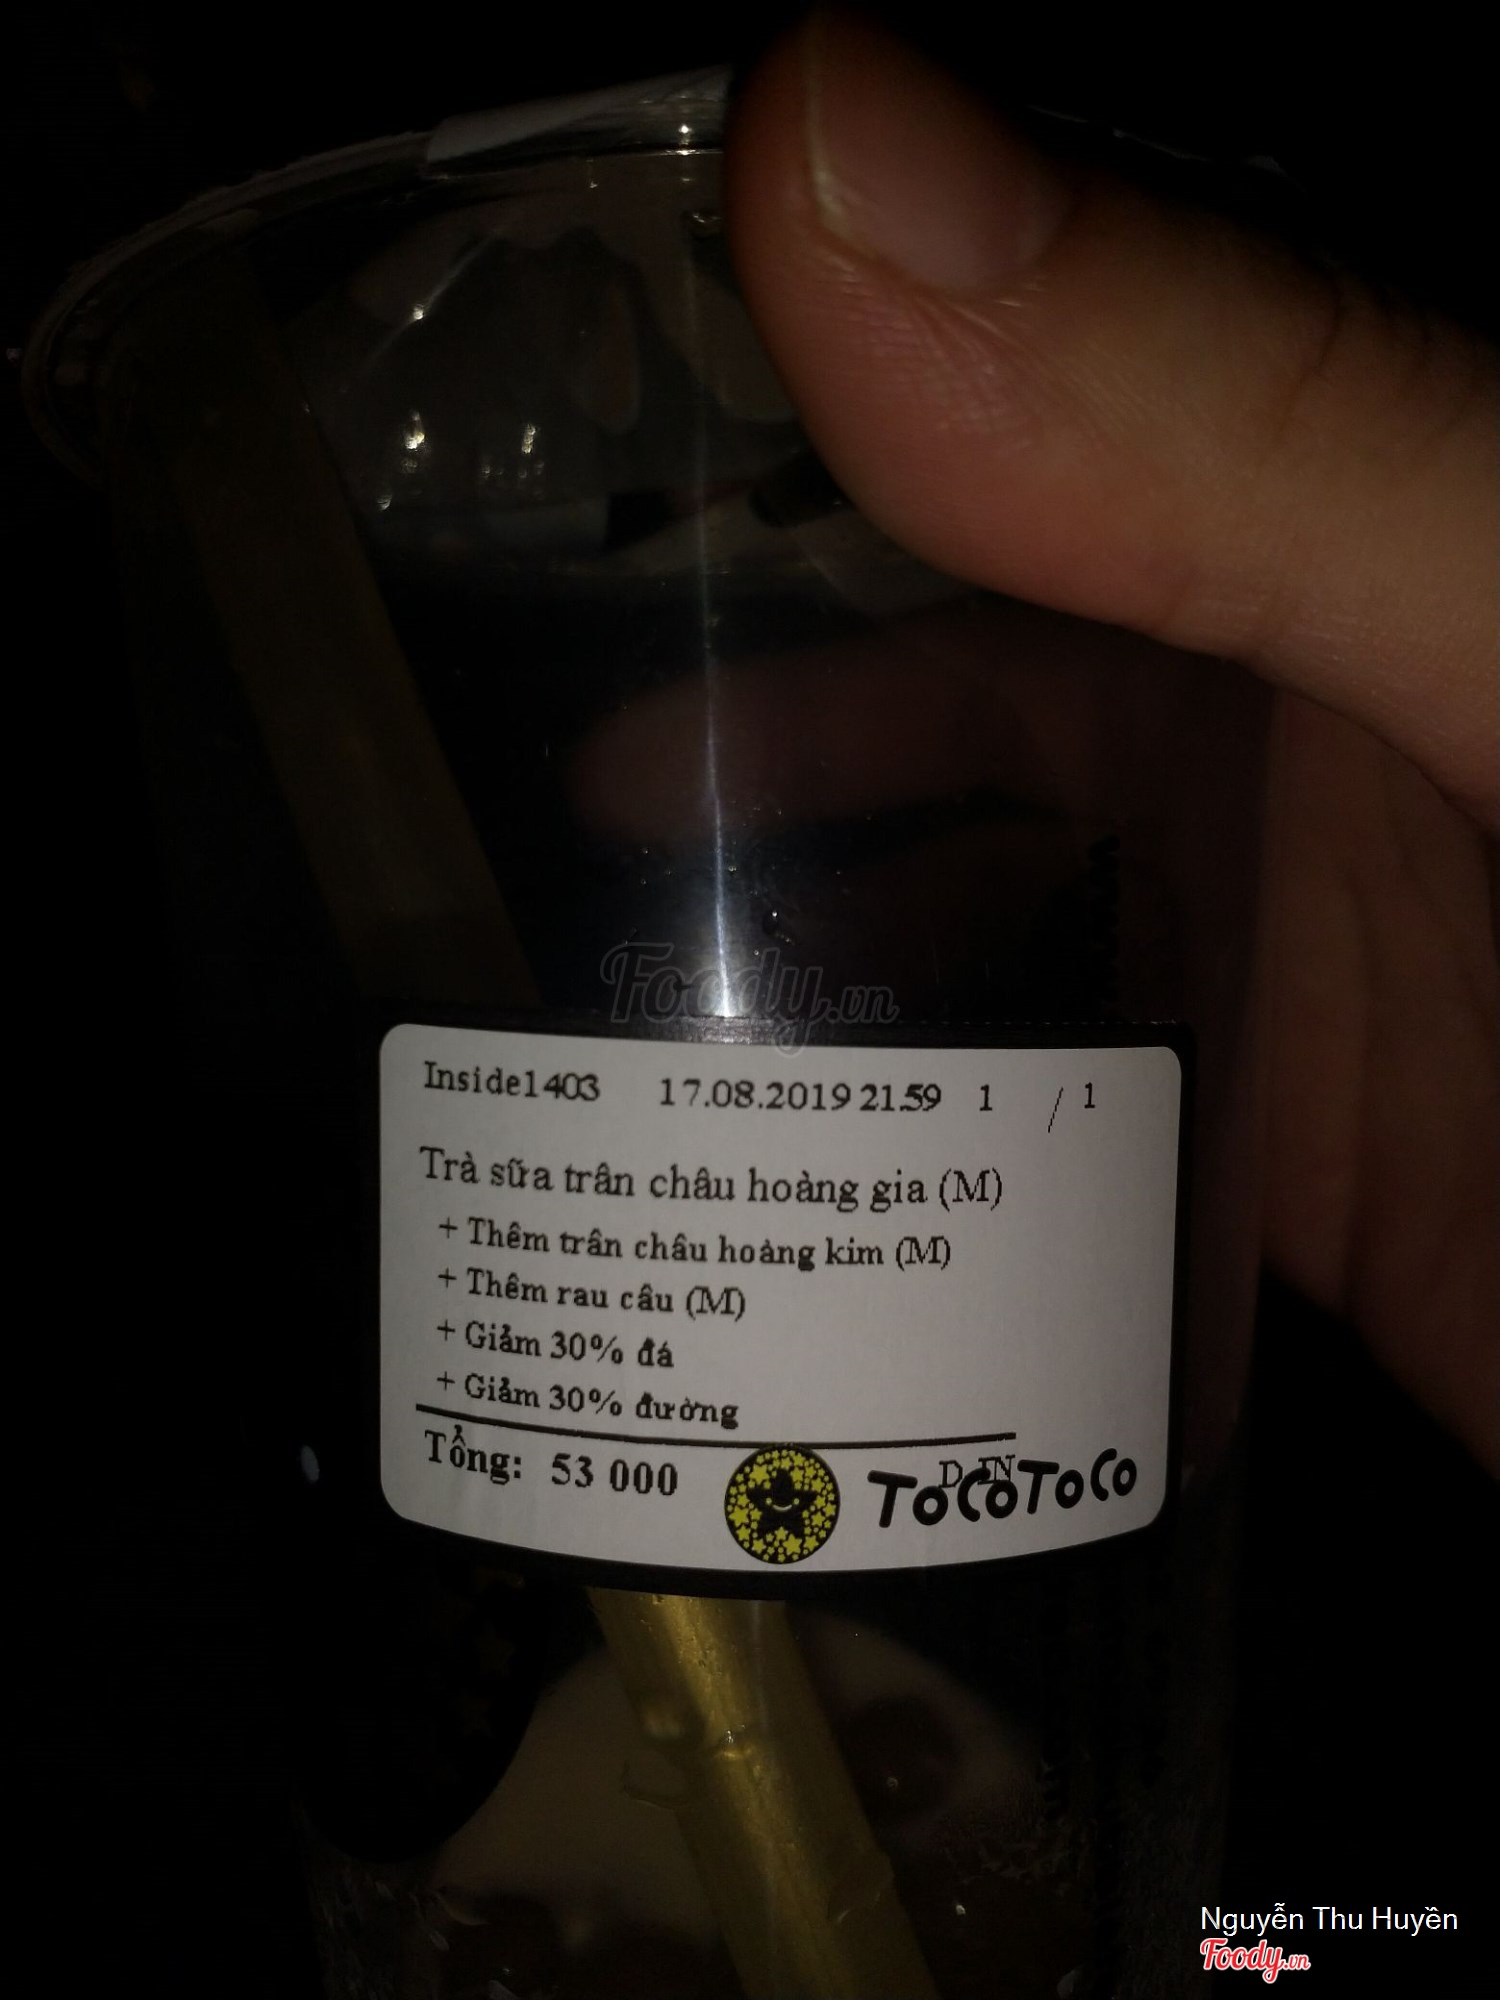 Foody.vn
Inside1403 17.08.2019 21:59 1 / 1
Trà sữa trân châu hoàng gia (M)
+ Thêm trân châu hoàng kim (M)
+ Thêm rau câu (M)
+ Giảm 30% đá
+ Giảm 30% đường
Tổng: 53 000
D IN
ToCoToCo
Nguyễn Thu Huyền
Foody.vn